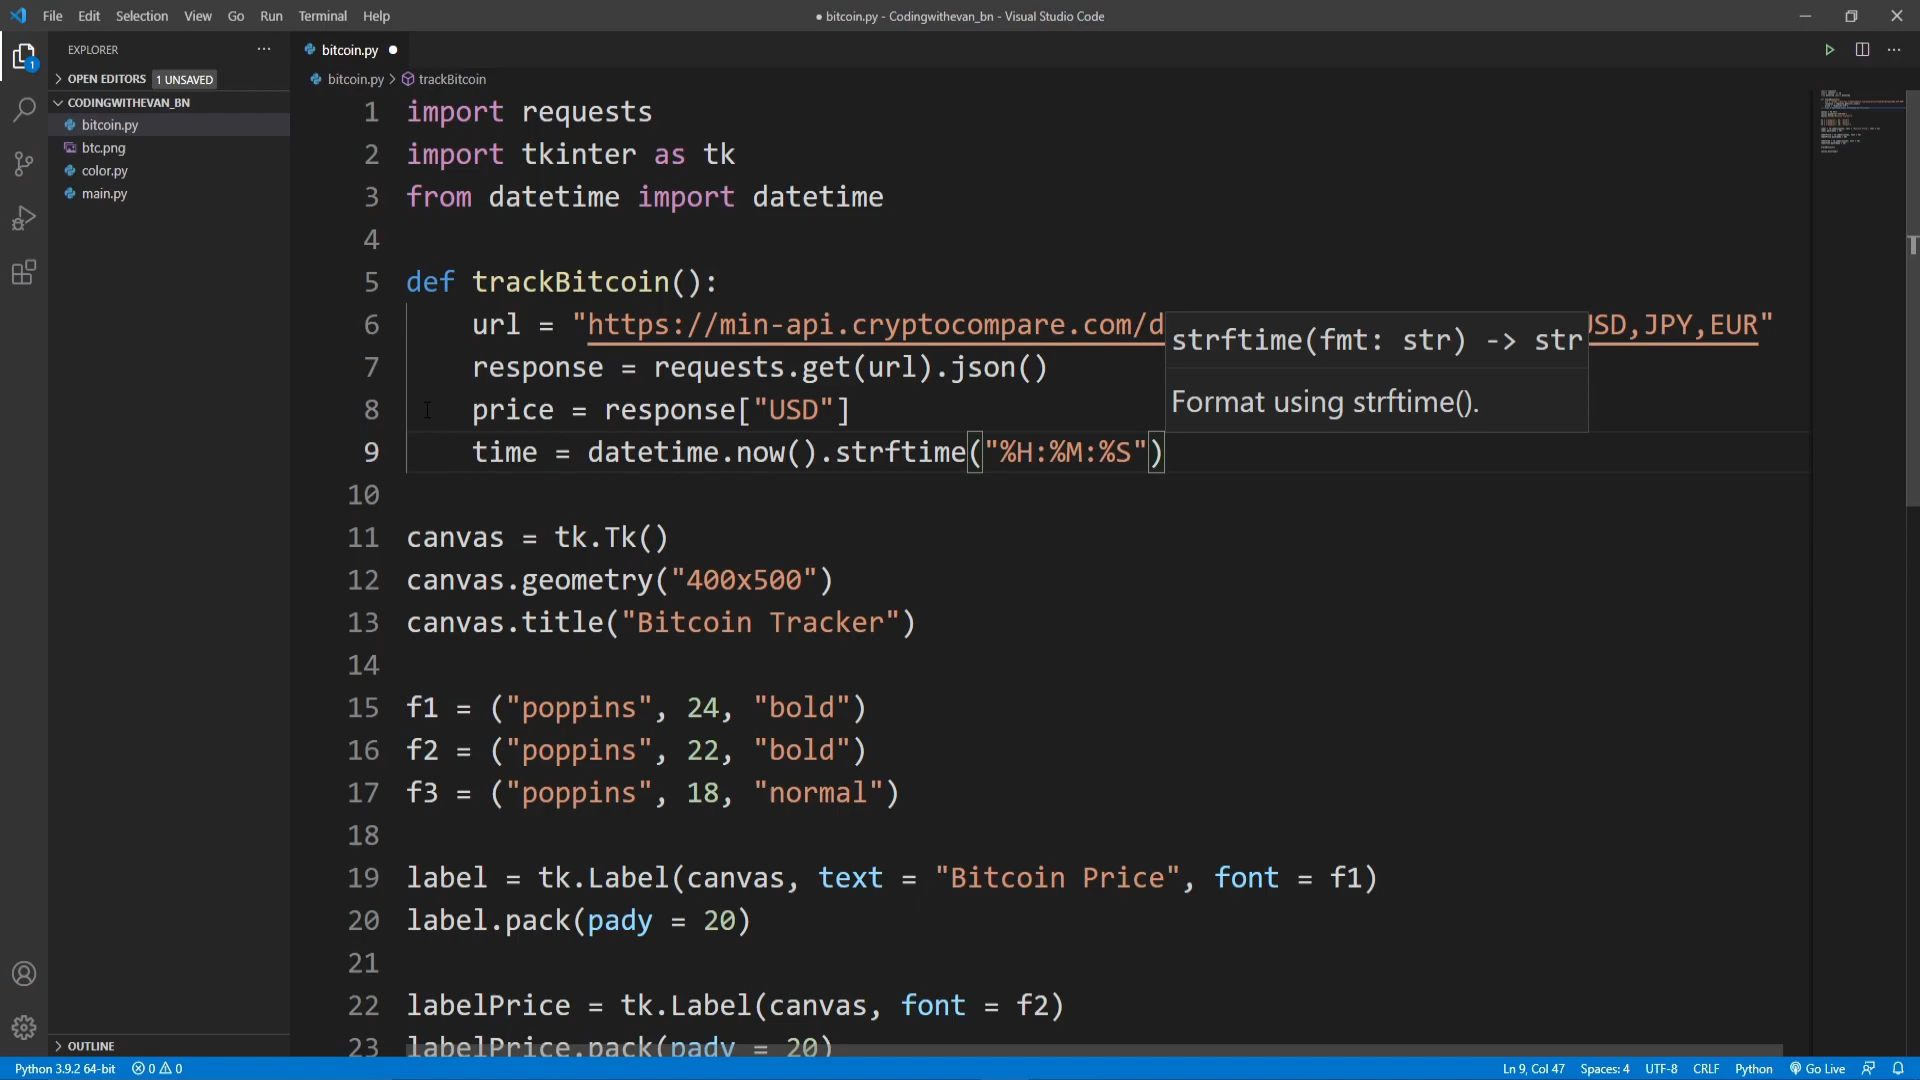 File Edit Selection View Go Run Terminal Help
● bitcoin.py - Codingwithevan_bn - Visual Studio Code
EXPLORER
OPEN EDITORS 1 UNSAVED
CODINGWITHEVAN_BN
bitcoin.py
btc.png
color.py
main.py
OUTLINE
1
bitcoin.py
bitcoin.py > trackBitcoin
1 import requests
2 import tkinter as tk
3 from datetime import datetime
4
5 def trackBitcoin():
6 url = "https://min-api.cryptocompare.com/d SD,JPY,EUR"
7 response = requests.get(url).json()
8 price = response["USD"]
9 time = datetime.now().strftime("%H:%M:%S")
strftime(fmt: str) -> str
Format using strftime().
10
11 canvas = tk.Tk()
12 canvas.geometry("400x500")
13 canvas.title("Bitcoin Tracker")
14
15 f1 = ("poppins", 24, "bold")
16 f2 = ("poppins", 22, "bold")
17 f3 = ("poppins", 18, "normal")
18
19 label = tk.Label(canvas, text = "Bitcoin Price", font = f1)
20 label.pack(pady = 20)
21
22 labelPrice = tk.Label(canvas, font = f2)
23 labelPrice.pack(pady = 20)
Python 3.9.2 64-bit 0 0 Ln 9, Col 47 Spaces: 4 UTF-8 CRLF Python Go Live